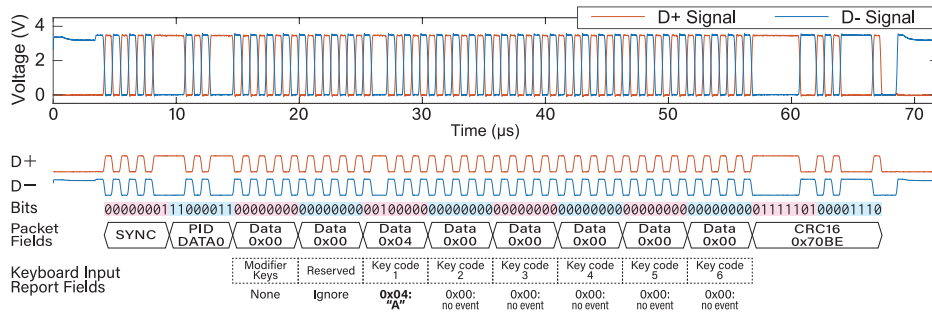 D+ Signal D- Signal
Voltage (V)
4
2
0
0 10 20 30 40 50 60 70
Time (µs)
D+
D−
Bits 000000011100001100000000000000000010000000000000000000000000000000000000000000000111110100001110
Packet Fields
SYNC
PID DATA0
Data 0x00
Data 0x00
Data 0x04
Data 0x00
Data 0x00
Data 0x00
Data 0x00
Data 0x00
CRC16 0x70BE
Keyboard Input Report Fields
Modifier Keys
Reserved
Key code 1
Key code 2
Key code 3
Key code 4
Key code 5
Key code 6
None
Ignore
0x04: “A”
0x00: no event
0x00: no event
0x00: no event
0x00: no event
0x00: no event